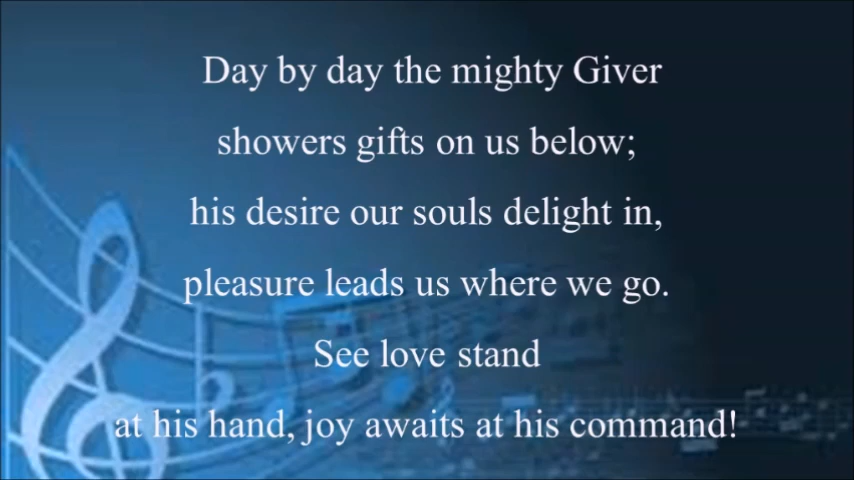 Day by day the mighty Giver
showers gifts on us below;
his desire our souls delight in,
pleasure leads us where we go.
See love stand
at his hand, joy awaits at his command!